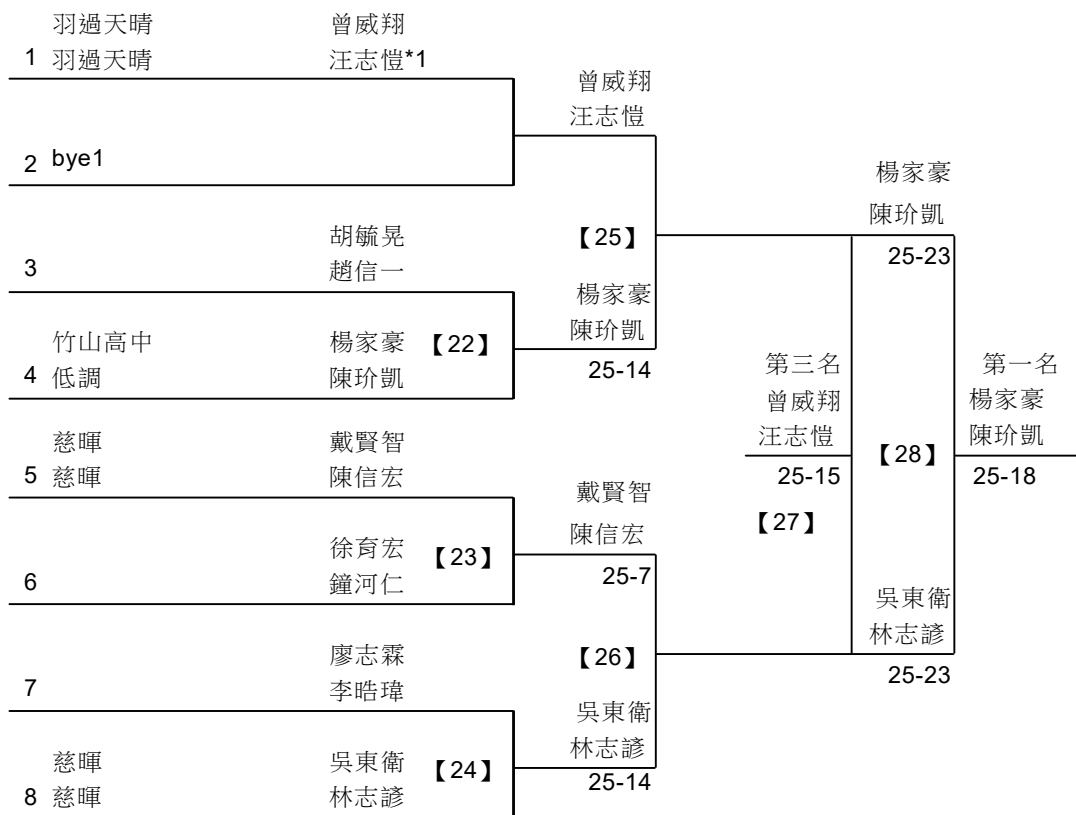 羽過天晴 曾威翔
1 羽過天晴 汪志愷*1
曾威翔
汪志愷
2 bye1
楊家豪
陳玠凱
25-23
胡毓晃
3 趙信一
【25】
楊家豪
陳玠凱
25-14
竹山高中 楊家豪 【22】
4 低調 陳玠凱
第三名 第一名
曾威翔 楊家豪
汪志愷 陳玠凱
【28】
25-15 25-18
【27】
慈暉 戴賢智
5 慈暉 陳信宏
戴賢智
陳信宏
25-7
徐育宏 【23】
6 鐘河仁
吳東衛
林志諺
25-23
廖志霖 【26】
7 李晧瑋
吳東衛
林志諺
25-14
慈暉 吳東衛 【24】
8 慈暉 林志諺